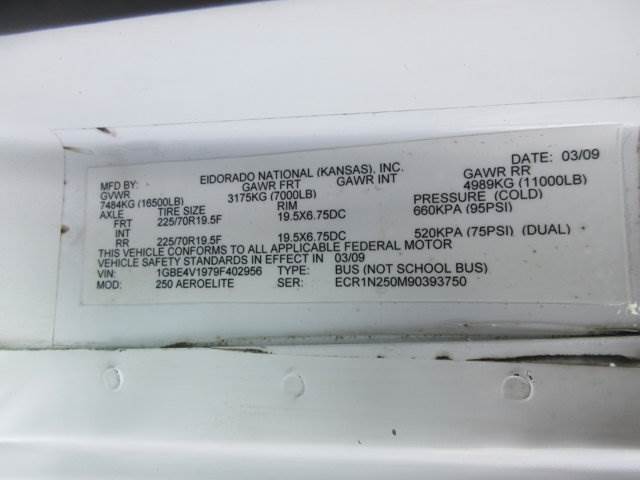 DATE: 03/09
MFD BY: EIDORADO NATIONAL (KANSAS), INC.
GVWR GAWR FRT GAWR INT GAWR RR
7484KG (16500LB) 3175KG (7000LB) 4989KG (11000LB)
AXLE TIRE SIZE RIM PRESSURE (COLD)
FRT 225/70R19.5F 19.5X6.75DC 660KPA (95PSI)
INT
RR 225/70R19.5F 19.5X6.75DC 520KPA (75PSI) (DUAL)
THIS VEHICLE CONFORMS TO ALL APPLICABLE FEDERAL MOTOR
VEHICLE SAFETY STANDARDS IN EFFECT IN 03/09
VIN: 1GBE4V1979F402956 TYPE: BUS (NOT SCHOOL BUS)
MOD: 250 AEROELITE SER: ECR1N250M90393750